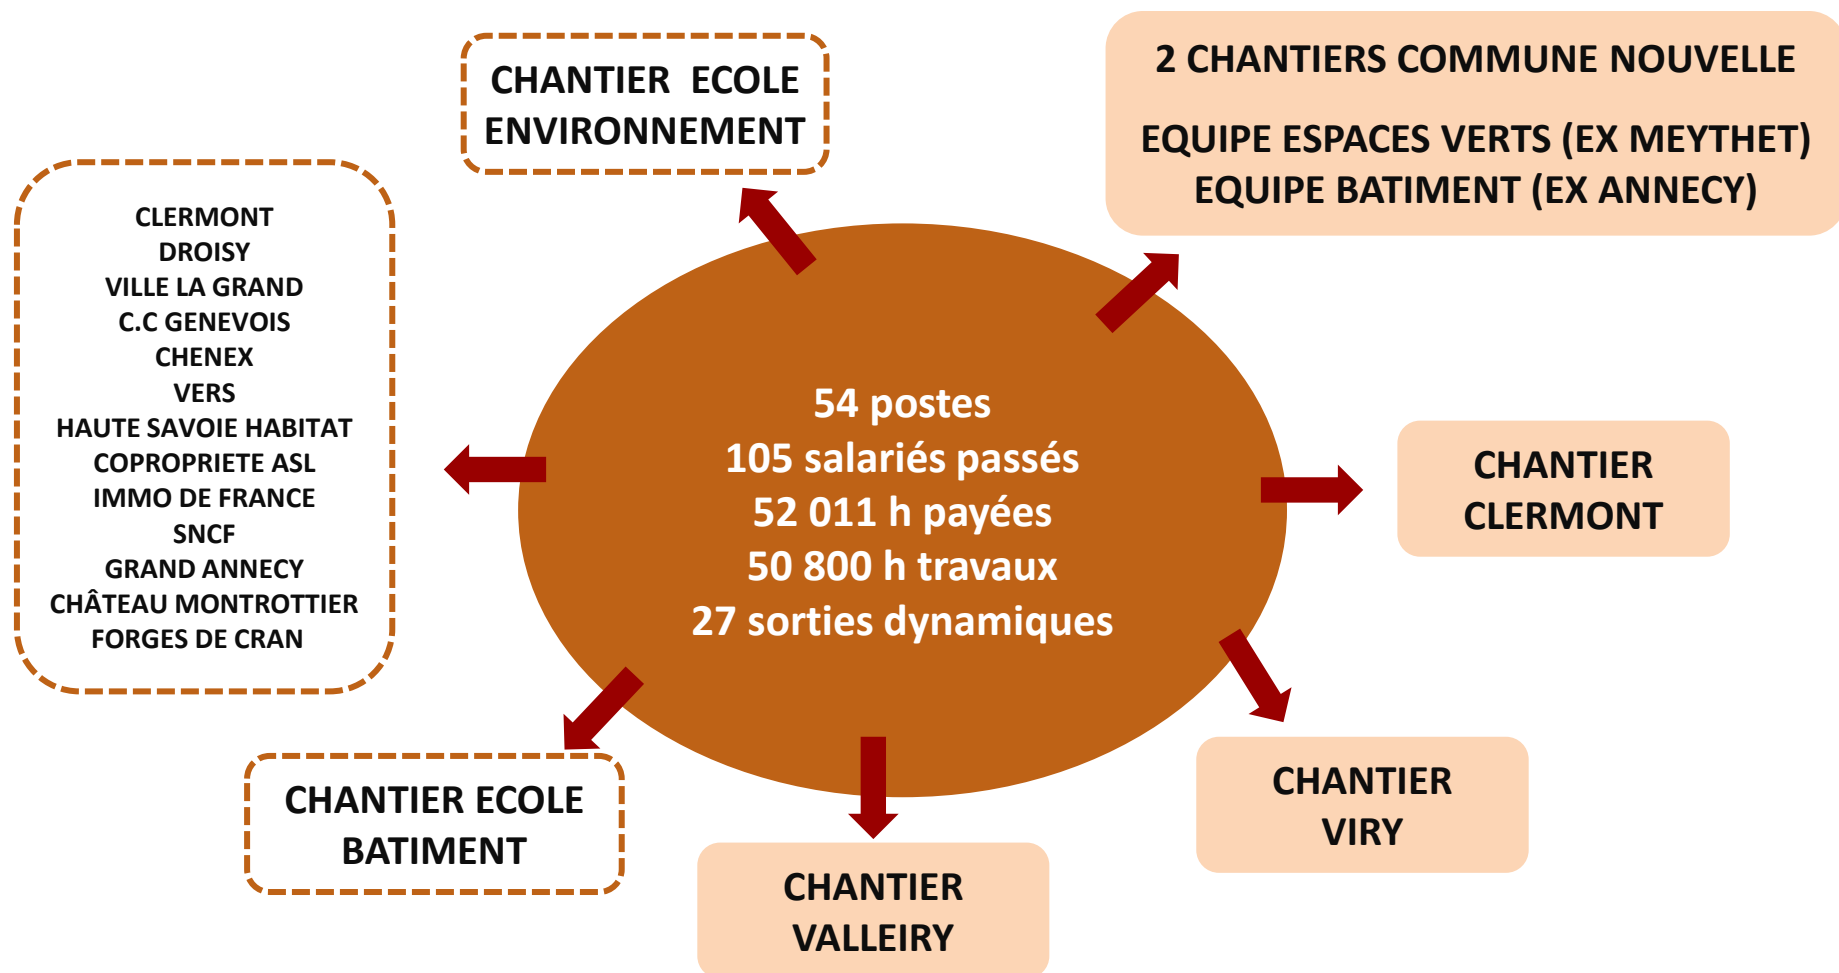 CHANTIER ECOLE
ENVIRONNEMENT
2 CHANTIERS COMMUNE NOUVELLE
EQUIPE ESPACES VERTS (EX MEYTHET)
EQUIPE BATIMENT (EX ANNECY)
CLERMONT
DROISY
VILLE LA GRAND
C.C GENEVOIS
CHENEX
VERS
HAUTE SAVOIE HABITAT
COPROPRIETE ASL
IMMO DE FRANCE
SNCF
GRAND ANNECY
CHÂTEAU MONTROTTIER
FORGES DE CRAN
54 postes
105 salariés passés
52 011 h payées
50 800 h travaux
27 sorties dynamiques
CHANTIER
CLERMONT
CHANTIER
VIRY
CHANTIER ECOLE
BATIMENT
CHANTIER
VALLEIRY